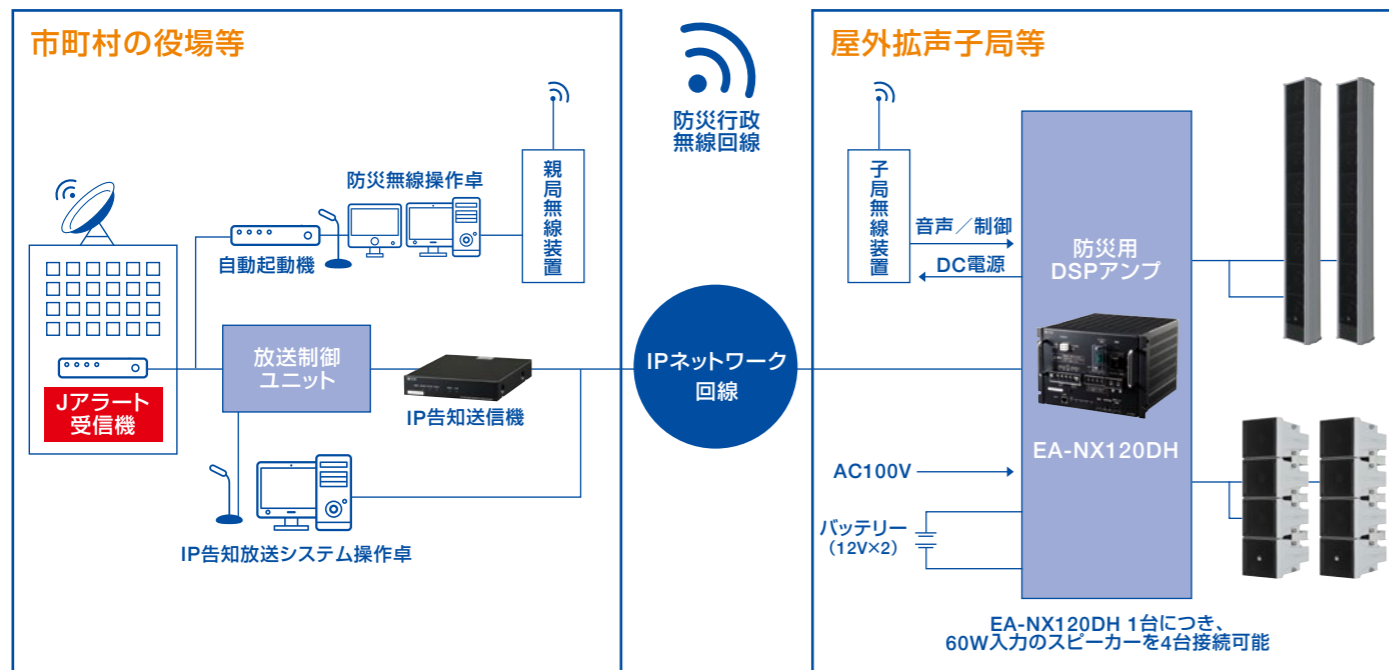 市町村の役場等
防災無線操作卓
親局無線装置
自動起動機
Jアラート
受信機
放送制御
ユニット
IP告知送信機
IP告知放送システム操作卓
防災行政
無線回線
IPネットワーク
回線
屋外拡声子局等
子局無線装置
音声／制御
DC電源
防災用
DSPアンプ
EA-NX120DH
AC100V
バッテリー
（12V×2）
EA-NX120DH 1台につき、
60W入力のスピーカーを4台接続可能